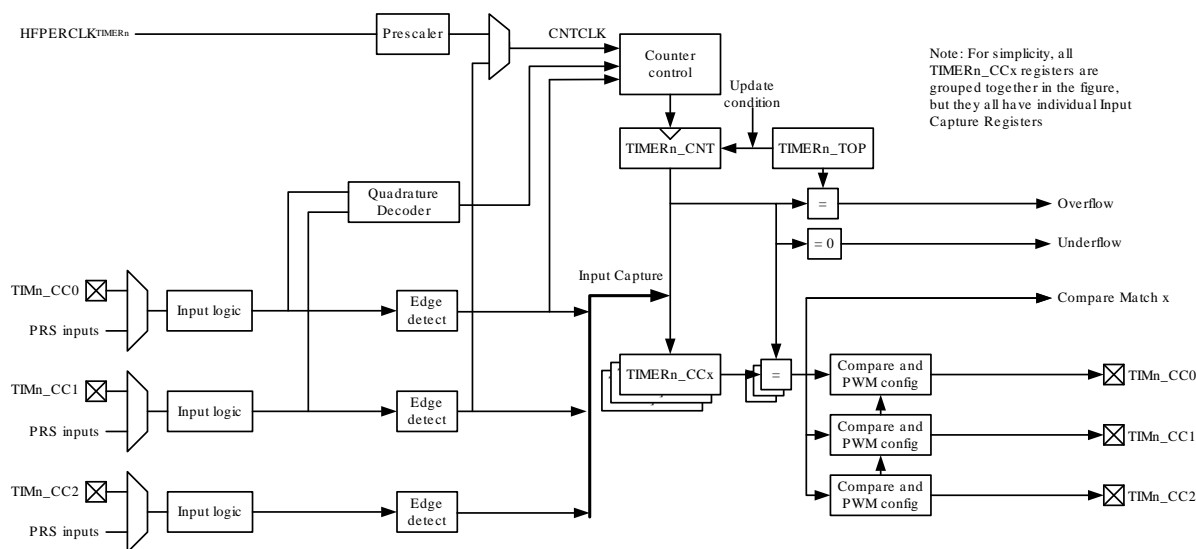 HFPERCLKTIMERn
Prescaler
CNTCLK
Counter
control
Note: For simplicity, all
TIMERn_CCx registers are
grouped together in the figure,
but they all have individual Input
Capture Registers
Update
condition
TIMERn_CNT
TIMERn_TOP
Quadrature
Decoder
=
Overflow
= 0
Underflow
Input Capture
TIMn_CC0
PRS inputs
Input logic
Edge
detect
Compare Match x
TIMERn_CCx
=
Compare and
PWM config
TIMn_CC0
TIMn_CC1
PRS inputs
Input logic
Edge
detect
Compare and
PWM config
TIMn_CC1
TIMn_CC2
PRS inputs
Input logic
Edge
detect
Compare and
PWM config
TIMn_CC2